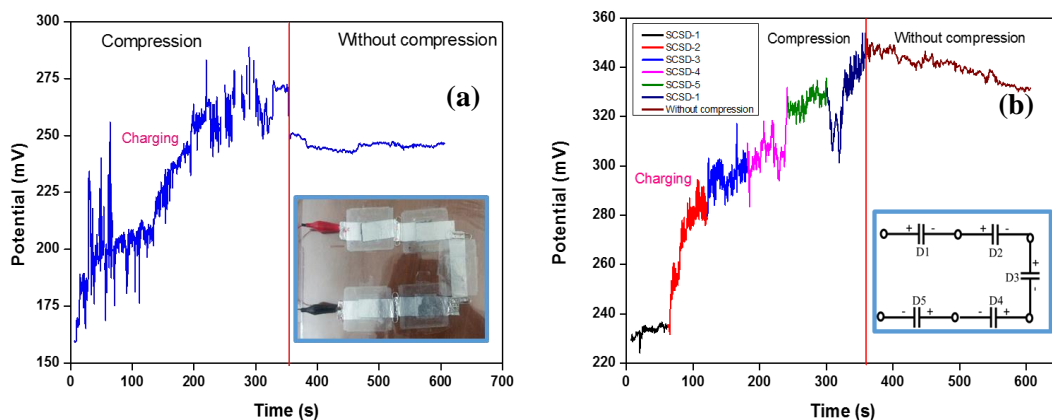 300
275
250
225
200
175
150
Potential (mV)
Compression
Without compression
(a)
Charging
0 100 200 300 400 500 600 700
Time (s)
360
340
320
300
280
260
240
220
Potential (mV)
SCSD-1
SCSD-2
SCSD-3
SCSD-4
SCSD-5
SCSD-1
Without compression
Compression
Without compression
(b)
Charging
+ - + -
D1 D2
+
D3
-
D5 D4
- + - +
0 100 200 300 400 500 600
Time (s)